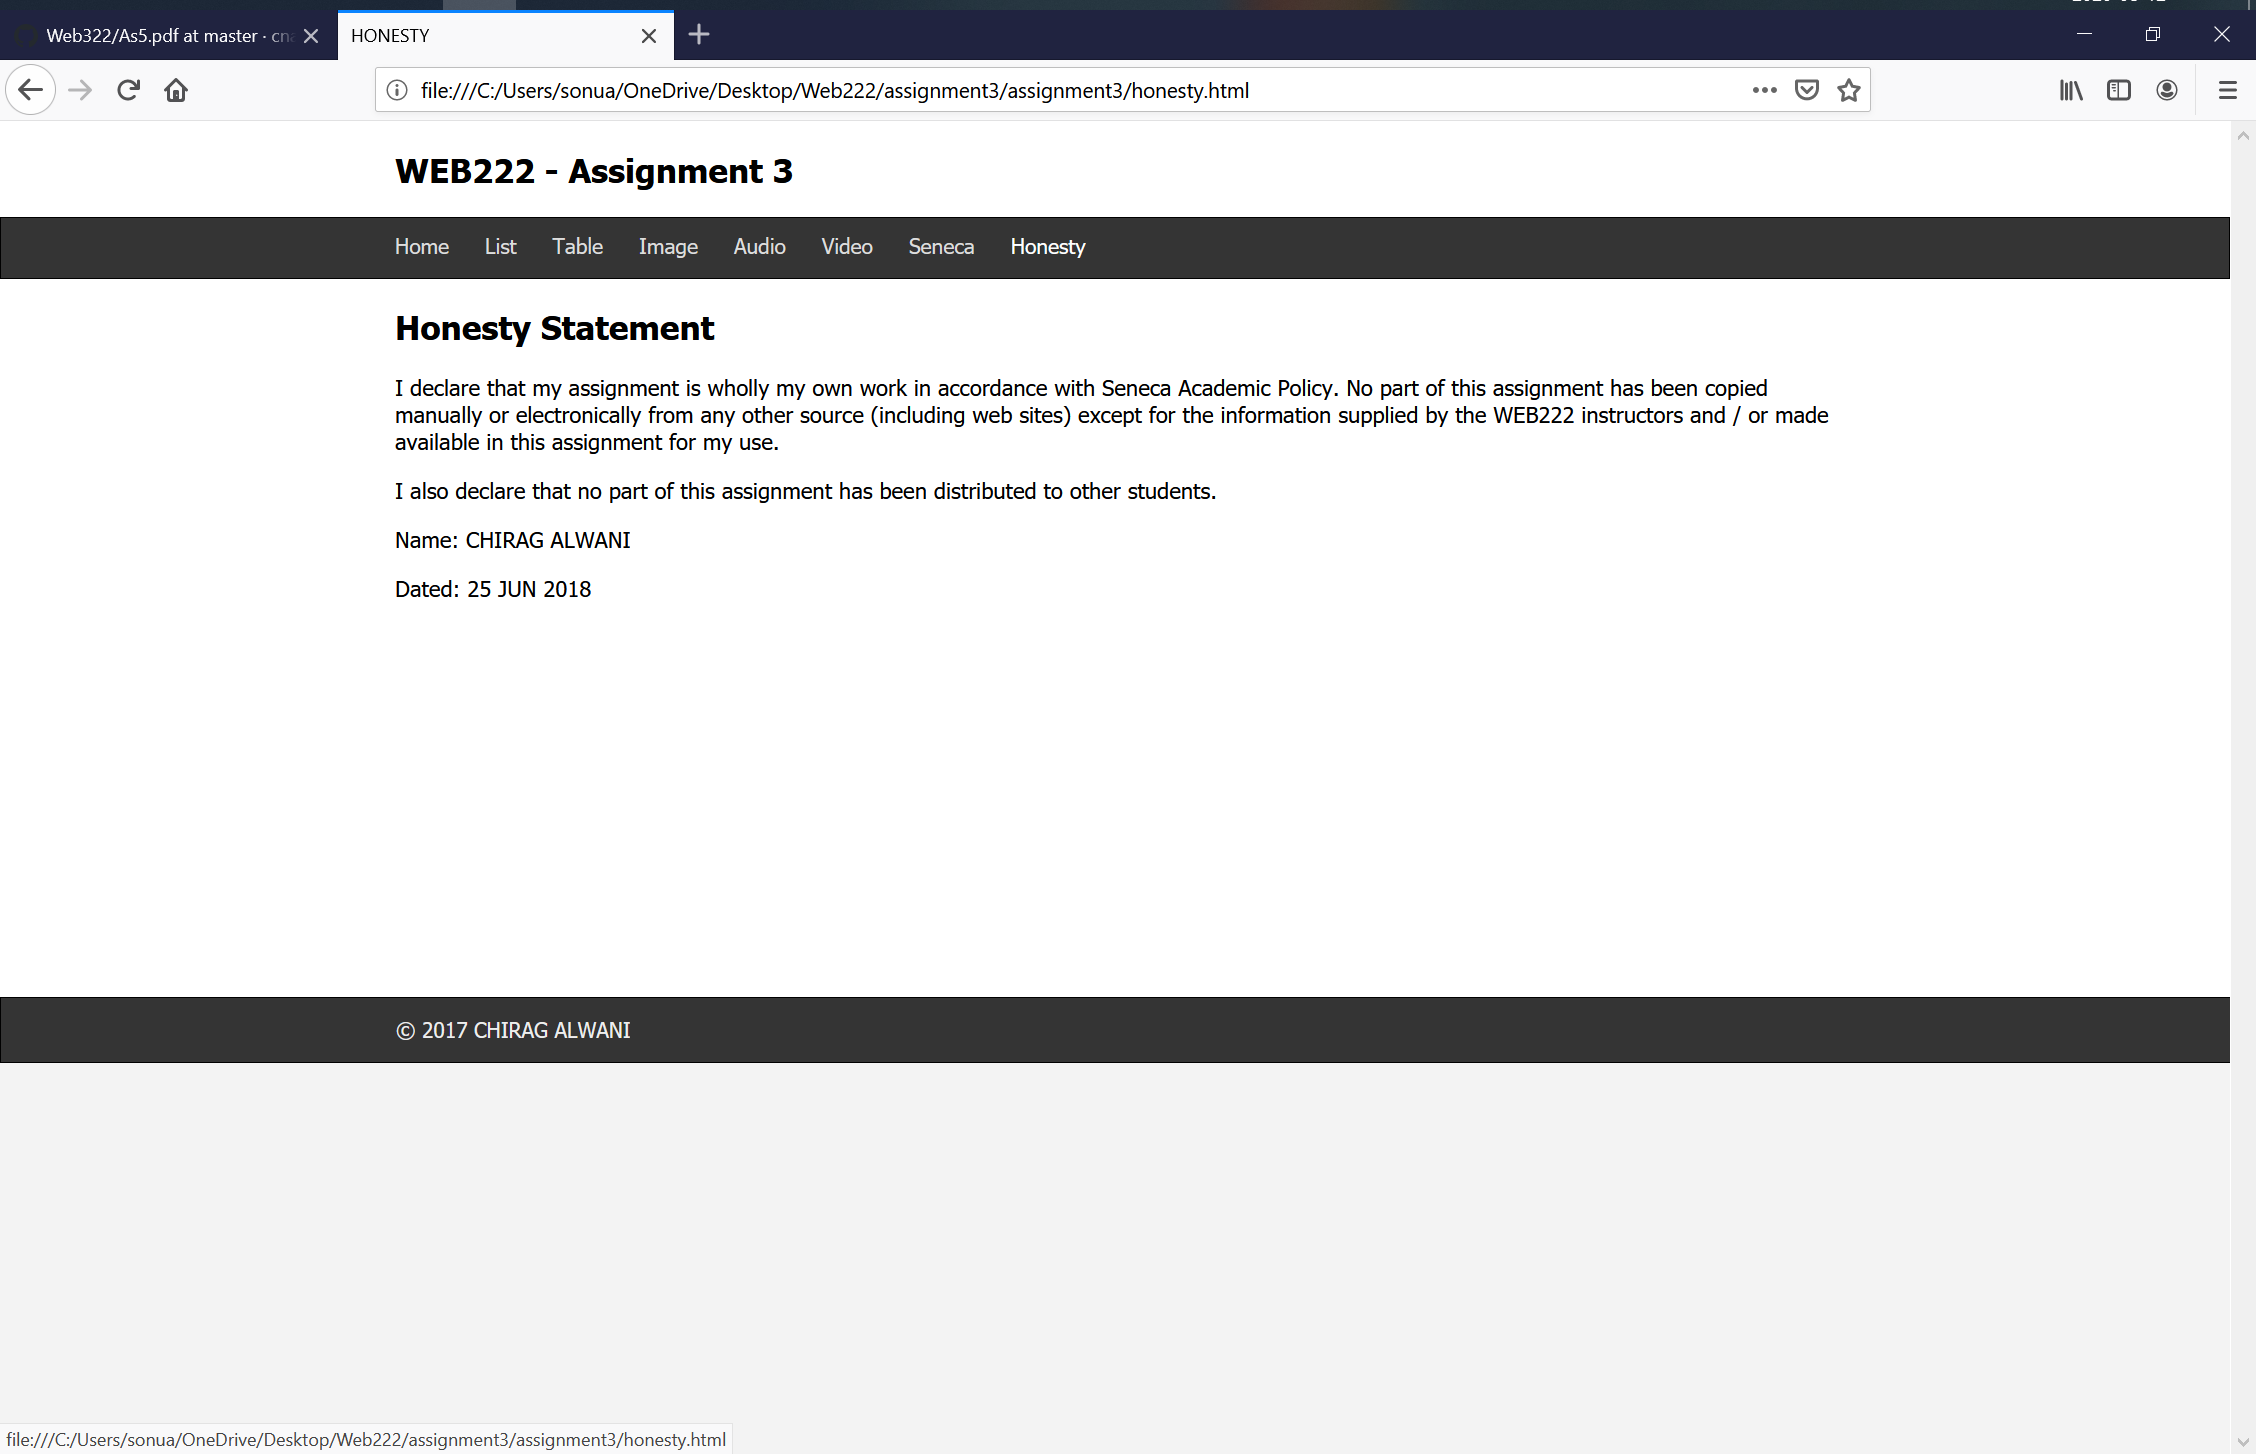 Web322/As5.pdf at master · cn
HONESTY
file:///C:/Users/sonua/OneDrive/Desktop/Web222/assignment3/assignment3/honesty.html
WEB222 - Assignment 3
Home List Table Image Audio Video Seneca Honesty
Honesty Statement
I declare that my assignment is wholly my own work in accordance with Seneca Academic Policy. No part of this assignment has been copied
manually or electronically from any other source (including web sites) except for the information supplied by the WEB222 instructors and / or made
available in this assignment for my use.
I also declare that no part of this assignment has been distributed to other students.
Name: CHIRAG ALWANI
Dated: 25 JUN 2018
© 2017 CHIRAG ALWANI
file:///C:/Users/sonua/OneDrive/Desktop/Web222/assignment3/assignment3/honesty.html